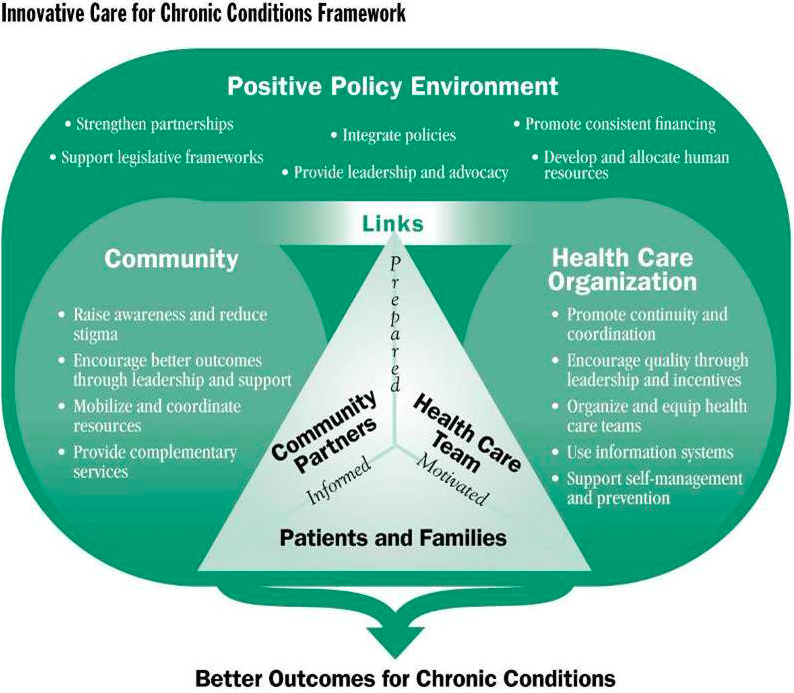 Innovative Care for Chronic Conditions Framework
Positive Policy Environment
• Strengthen partnerships
• Support legislative frameworks
• Integrate policies
• Provide leadership and advocacy
• Promote consistent financing
• Develop and allocate human
resources
Links
Community
• Raise awareness and reduce
stigma
• Encourage better outcomes
through leadership and support
• Mobilize and coordinate
resources
• Provide complementary
services
Prepared
Community
Partners
Informed
Health Care
Team
Motivated
Patients and Families
Health Care
Organization
• Promote continuity and
coordination
• Encourage quality through
leadership and incentives
• Organize and equip health
care teams
• Use information systems
• Support self-management
and prevention
Better Outcomes for Chronic Conditions